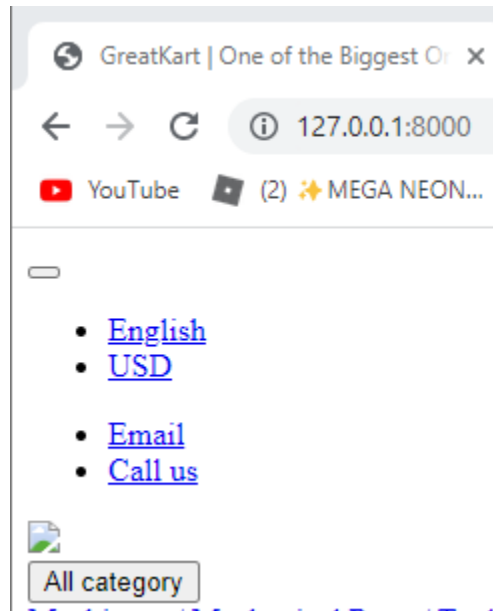 GreatKart | One of the Biggest O
127.0.0.1:8000
YouTube (2) ✨ MEGA NEON...
English
USD
Email
Call us
All category